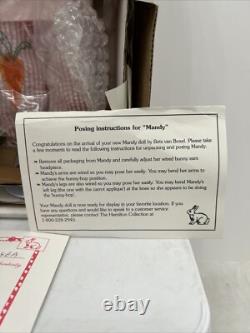 Posing instructions for "Mandy"
Congratulations on the arrival of your new Mandy doll by Bets van Boxel. Please take
a few moments to read the following instructions for unpacking and posing Mandy.
• Remove all packaging from Mandy and carefully adjust her wired bunny ears
headpiece.
• Mandy's arms are wired so you may pose her easily. You may bend Mandy's arms to
achieve the bunny-hop position.
• Mandy's legs are also wired so you may pose her easily. You may bend Mandy's
left leg (the one with the carrot applique) at the knee so she appears to be doing
the "bunny-hop".
Your Mandy doll is now ready for display in your favorite location. If you
have any questions and would like to speak to a customer service
representative, please contact The Hamilton Collection at
1-800-228-2945.